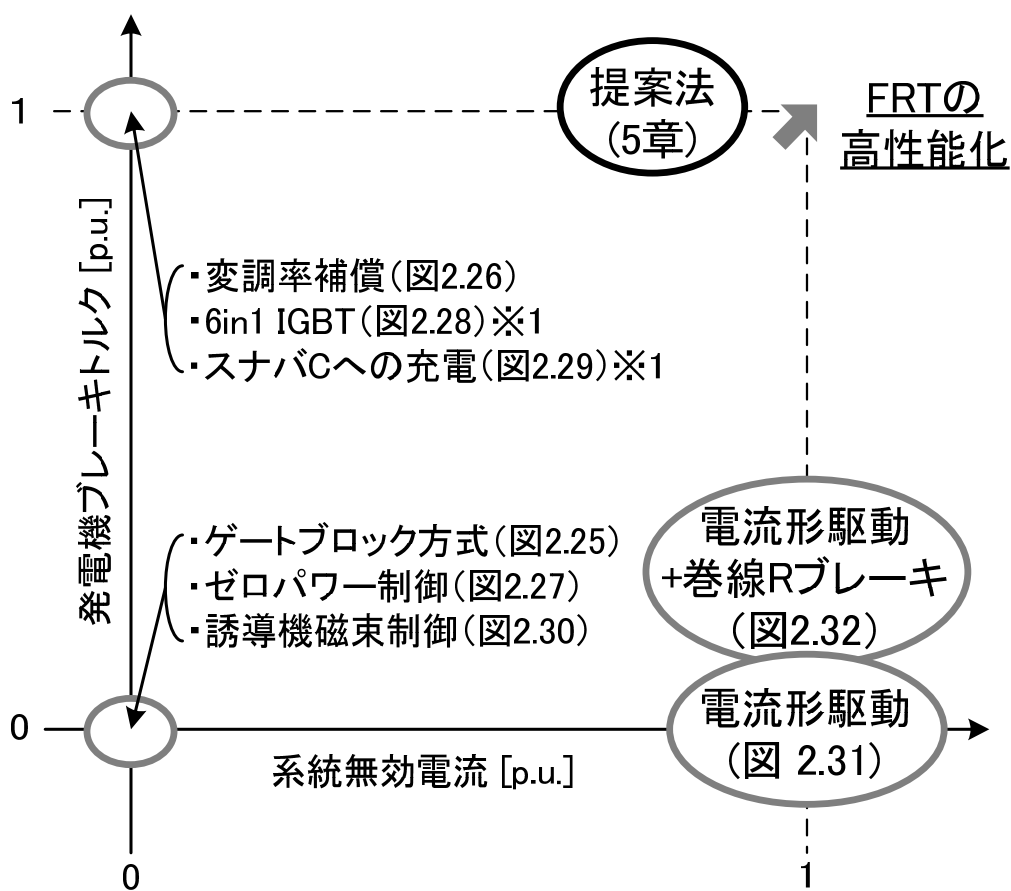 提案法
(5章)
FRTの
高性能化
1
発電機ブレーキトルク [p.u.]
・変調率補償(図2.26)
・6in1 IGBT(図2.28)※1
・スナバCへの充電(図2.29)※1
・ゲートブロック方式(図2.25)
・ゼロパワー制御(図2.27)
・誘導機磁束制御(図2.30)
電流形駆動
+巻線Rブレーキ
(図2.32)
電流形駆動
(図 2.31)
0
系統無効電流 [p.u.]
0
1